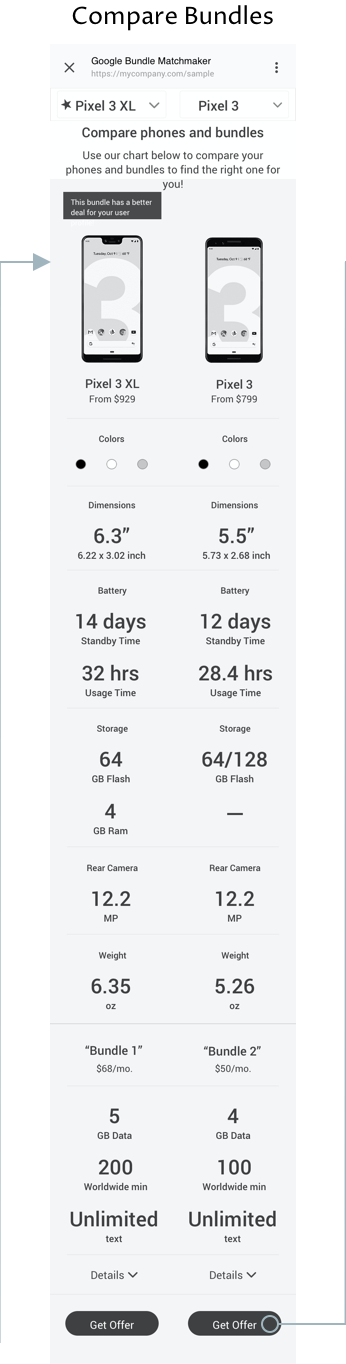 Compare Bundles
Google Bundle Matchmaker
https://mycompany.com/sample
Pixel 3 XL Pixel 3
Compare phones and bundles
Use our chart below to compare your
phones and bundles to find the right one for
you!
This bundle has a better
deal for your user
Pixel 3 XL Pixel 3
From $929 From $799
Colors Colors
Dimensions Dimensions
6.3” 5.5”
6.22 x 3.02 inch 5.73 x 2.68 inch
Battery Battery
14 days 12 days
Standby Time Standby Time
32 hrs 28.4 hrs
Usage Time Usage Time
Storage Storage
64 64/128
GB Flash GB Flash
4 —
GB Ram
Rear Camera Rear Camera
12.2 12.2
MP MP
Weight Weight
6.35 5.26
oz oz
“Bundle 1” “Bundle 2”
$68/mo. $50/mo.
5 4
GB Data GB Data
200 100
Worldwide min Worldwide min
Unlimited Unlimited
text text
Details Details
Get Offer Get Offer